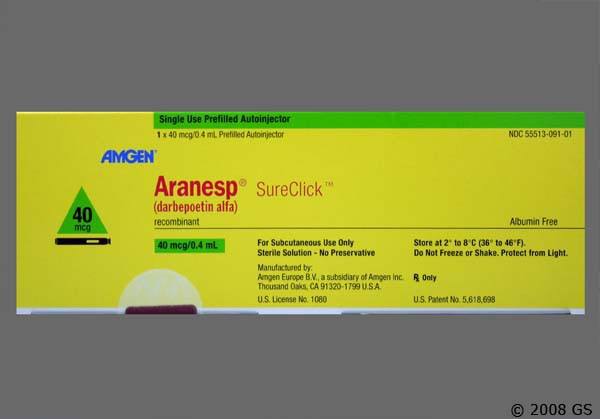 Single Use Prefilled Autoinjector
1 x 40 mcg/0.4 mL Prefilled Autoinjector
NDC 55513-091-01
AMGEN®
Aranesp® SureClick™
(darbepoetin alfa)
recombinant
Albumin Free
40
mcg
40 mcg/0.4 mL
For Subcutaneous Use Only
Sterile Solution - No Preservative
Manufactured by:
Amgen Europe B.V., a subsidiary of Amgen Inc.
Thousand Oaks, CA 91320-1799 U.S.A.
U.S. License No. 1080
Store at 2° to 8°C (36° to 46°F).
Do Not Freeze or Shake. Protect from Light.
℞ Only
U.S. Patent No. 5,618,698
© 2008 GS